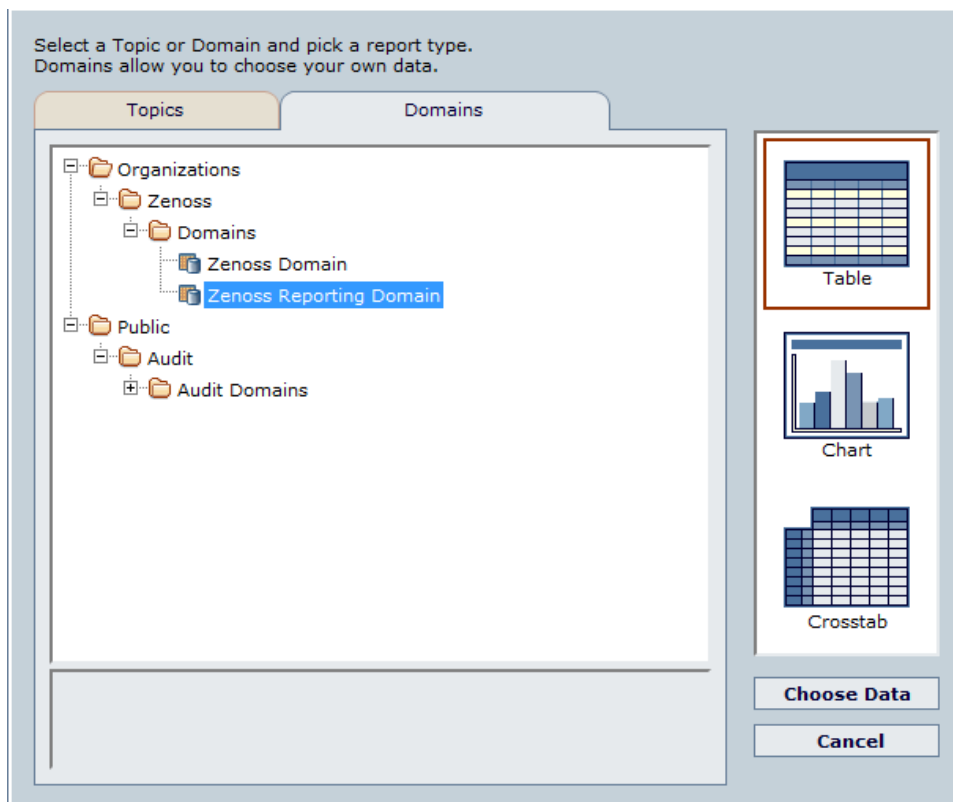 Select a Topic or Domain and pick a report type.
Domains allow you to choose your own data.
Topics
Domains
Organizations
Zenoss
Domains
Zenoss Domain
Zenoss Reporting Domain
Public
Audit
Audit Domains
Table
Chart
Crosstab
Choose Data
Cancel